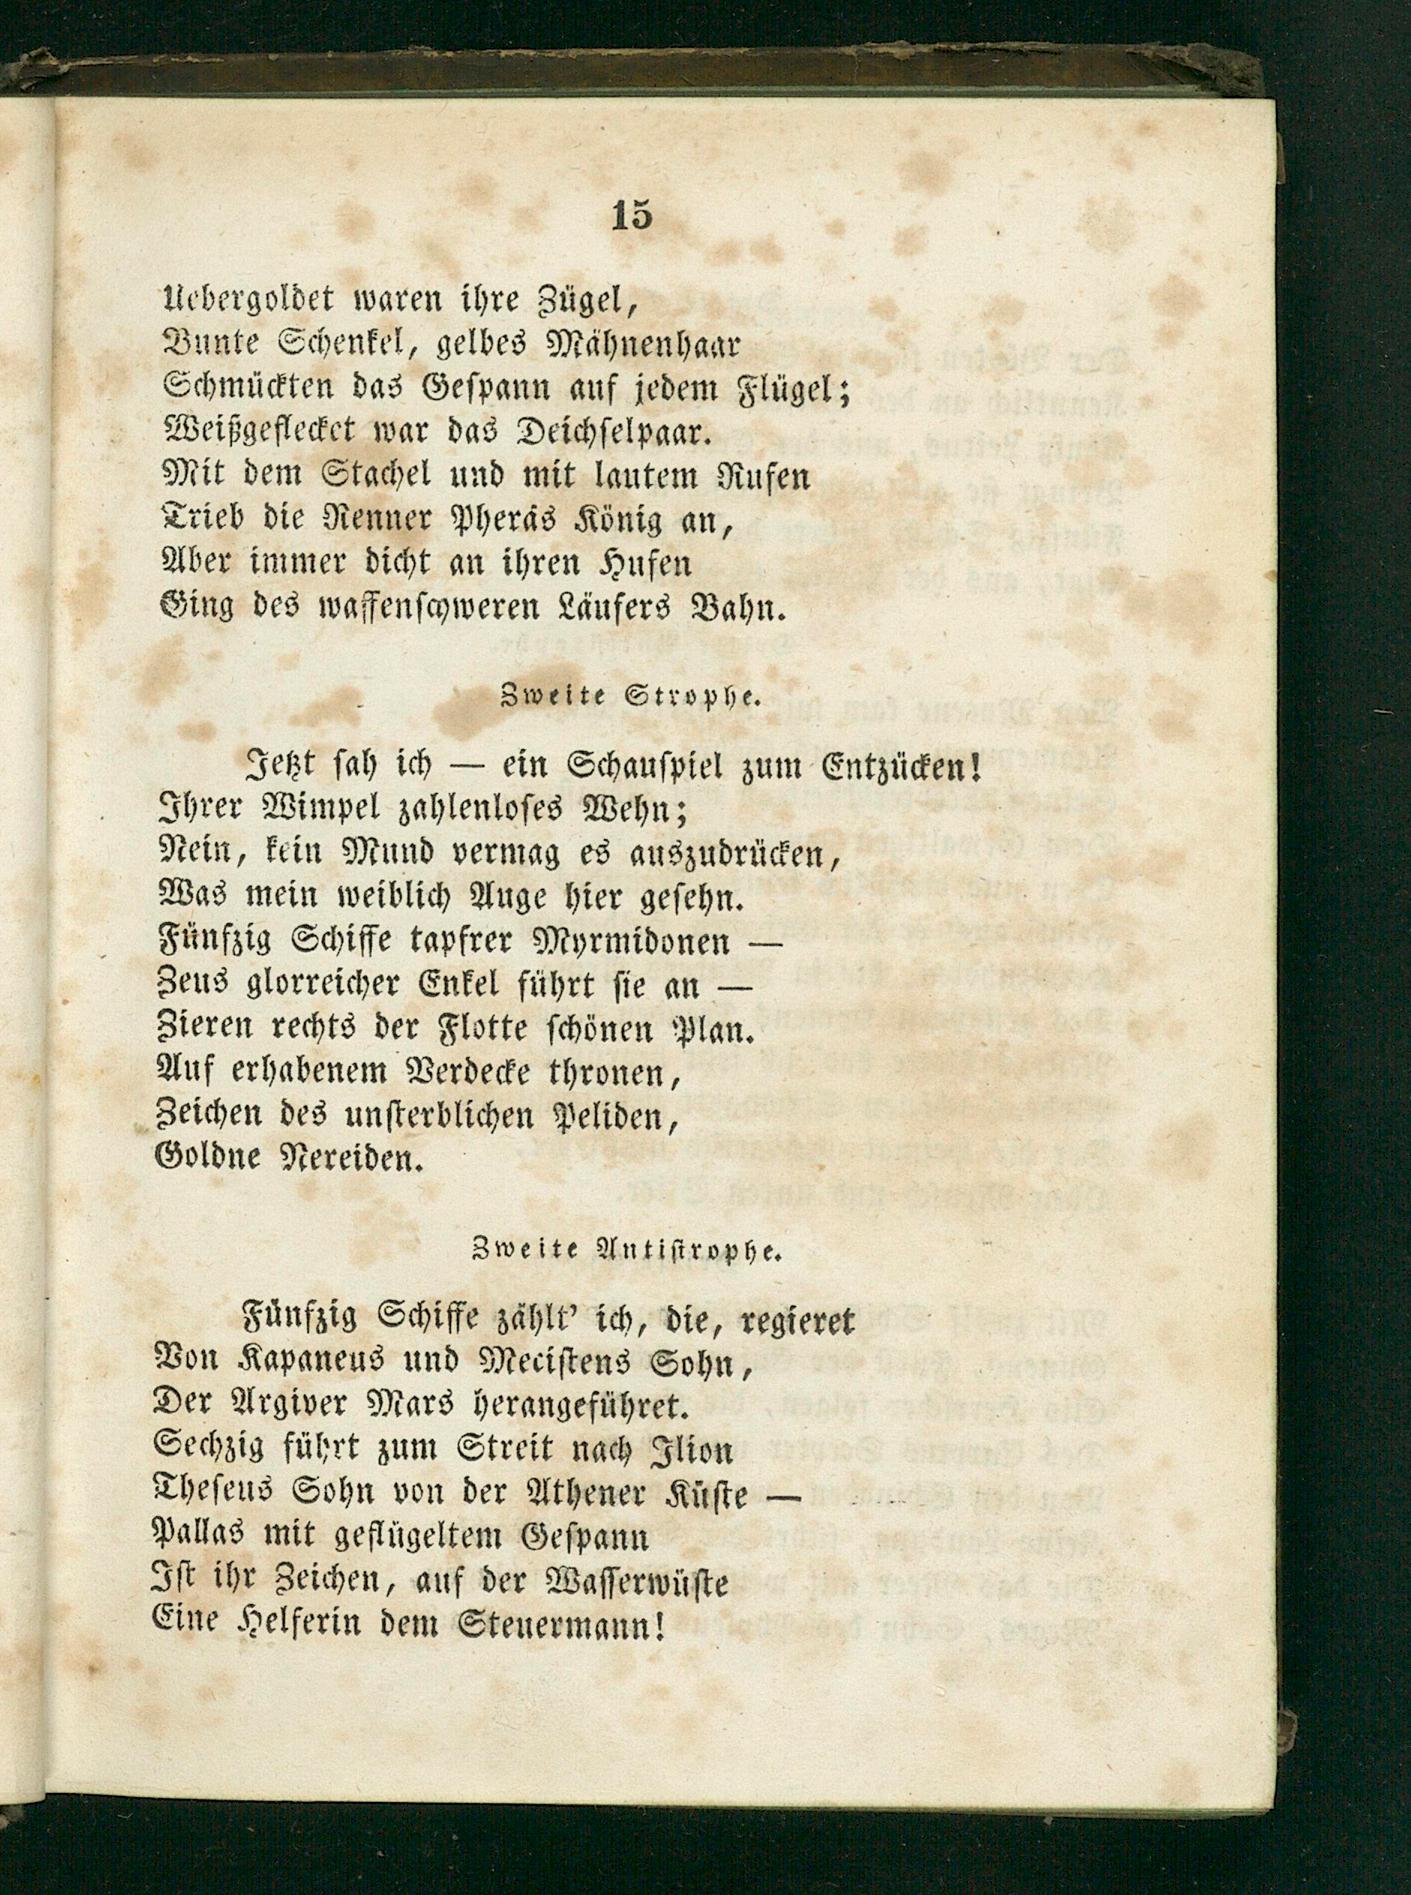 15
Uebergoldet waren ihre Zügel,
Bunte Schenkel, gelbes Mähnenhaar
Schmückten das Gespann auf jedem Flügel;
Weißgeflecket war das Deichselpaar.
Mit dem Stachel und mit lautem Rufen
Trieb die Renner Pheräs König an,
Aber immer dicht an ihren Hufen
Ging des waffenschweren Läufers Bahn.
Zweite Strophe.
Jetzt sah ich — ein Schauspiel zum Entzücken!
Ihrer Wimpel zahlenloses Wehn;
Nein, kein Mund vermag es auszudrücken,
Was mein weiblich Auge hier gesehn.
Fünfzig Schiffe tapfrer Myrmidonen —
Zeus glorreicher Enkel führt sie an —
Zieren rechts der Flotte schönen Plan.
Auf erhabenem Verdecke thronen,
Zeichen des unsterblichen Peliden,
Goldne Nereiden.
Zweite Antistrophe.
Fünfzig Schiffe zählt’ ich, die, regieret
Von Kapaneus und Mecistens Sohn,
Der Argiver Mars herangeführet.
Sechzig führt zum Streit nach Ilion
Theseus Sohn von der Athener Küste —
Pallas mit geflügeltem Gespann
Ist ihr Zeichen, auf der Wasserwüste
Eine Helferin dem Steuermann!